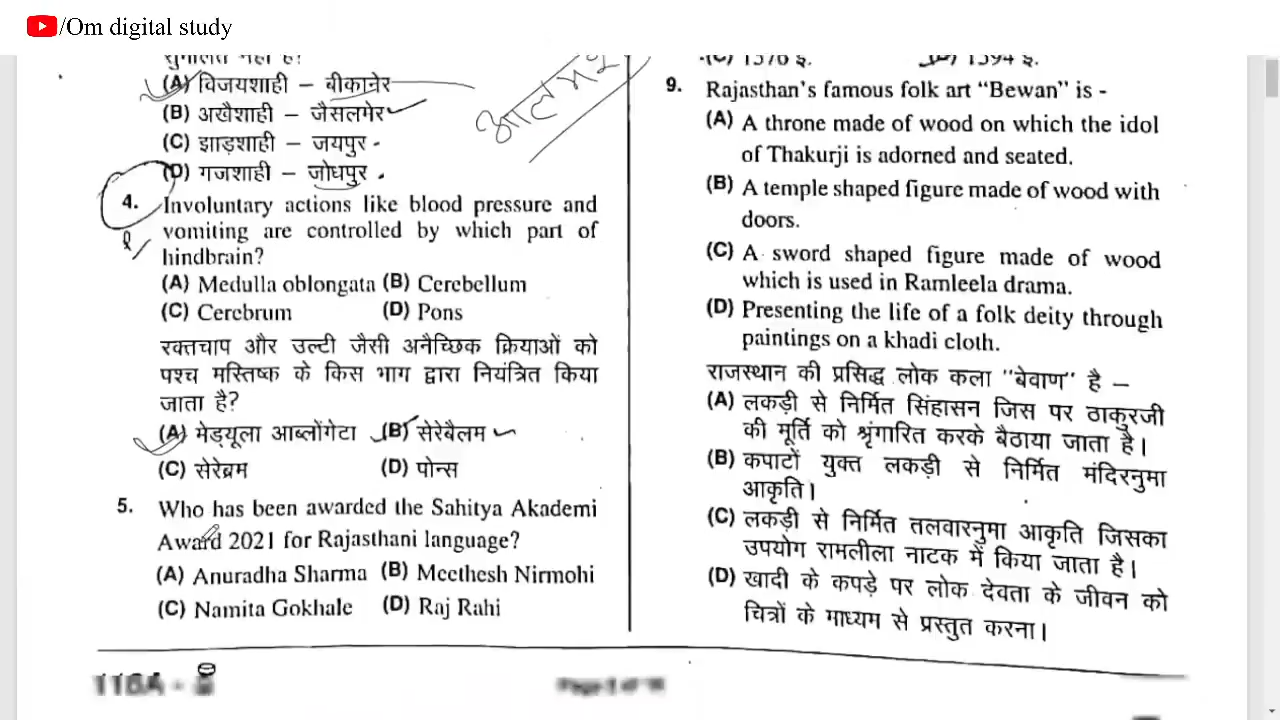 /Om digital study
(A) विजयशाही – बीकानेर
(B) अखैशाही – जैसलमेर
(C) झाड़शाही – जयपुर
(D) गजशाही – जोधपुर
4. Involuntary actions like blood pressure and
vomiting are controlled by which part of
hindbrain?
(A) Medulla oblongata (B) Cerebellum
(C) Cerebrum (D) Pons
रक्तचाप और उल्टी जैसी अनैच्छिक क्रियाओं को
पश्च मस्तिष्क के किस भाग द्वारा नियंत्रित किया
जाता है?
(A) मेड्यूला आब्लोंगेटा (B) सेरेबैलम
(C) सेरेब्रम (D) पोन्स
5. Who has been awarded the Sahitya Akademi
Award 2021 for Rajasthani language?
(A) Anuradha Sharma (B) Meethesh Nirmohi
(C) Namita Gokhale (D) Raj Rahi
(C) 1376 ई. (D) 1394 ई.
9. Rajasthan's famous folk art "Bewan" is -
(A) A throne made of wood on which the idol
of Thakurji is adorned and seated.
(B) A temple shaped figure made of wood with
doors.
(C) A sword shaped figure made of wood
which is used in Ramleela drama.
(D) Presenting the life of a folk deity through
paintings on a khadi cloth.
राजस्थान की प्रसिद्ध लोक कला "बेवाण" है –
(A) लकड़ी से निर्मित सिंहासन जिस पर ठाकुरजी
की मूर्ति को श्रृंगारित करके बैठाया जाता है।
(B) कपाटों युक्त लकड़ी से निर्मित मंदिरनुमा
आकृति।
(C) लकड़ी से निर्मित तलवारनुमा आकृति जिसका
उपयोग रामलीला नाटक में किया जाता है।
(D) खादी के कपड़े पर लोक देवता के जीवन को
चित्रों के माध्यम से प्रस्तुत करना।